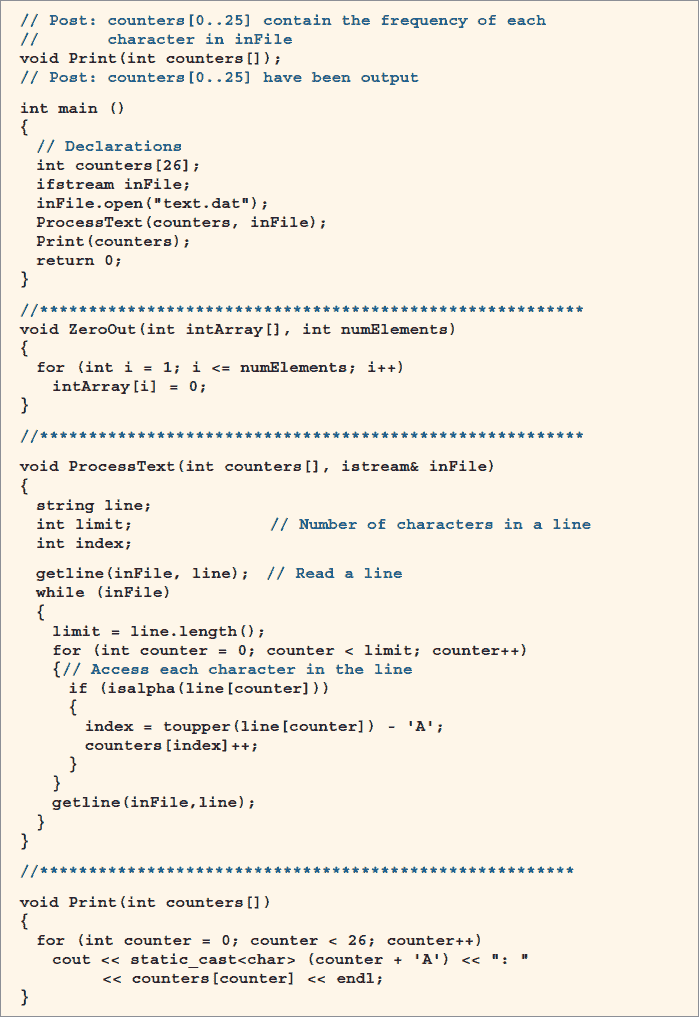 // Post: counters[0..25] contain the frequency of each
//       character in inFile
void Print(int counters[]);
// Post: counters[0..25] have been output
int main ()
{
  // Declarations
  int counters[26];
  ifstream inFile;
  inFile.open("text.dat");
  ProcessText(counters, inFile);
  Print(counters);
  return 0;
}
//********************************************************
void ZeroOut(int intArray[], int numElements)
{
  for (int i = 1; i <= numElements; i++)
    intArray[i] = 0;
}
//********************************************************
void ProcessText(int counters[], istream& inFile)
{
  string line;
  int limit;                 // Number of characters in a line
  int index;
  getline(inFile, line);  // Read a line
  while (inFile)
  {
    limit = line.length();
    for (int counter = 0; counter < limit; counter++)
    {// Access each character in the line
      if (isalpha(line[counter]))
      {
        index = toupper(line[counter]) - 'A';
        counters[index]++;
      }
    }
    getline(inFile,line);
  }
}
//*******************************************************
void Print(int counters[])
{
  for (int counter = 0; counter < 26; counter++)
    cout << static_cast<char> (counter + 'A') << ": "
          << counters[counter] << endl;
}